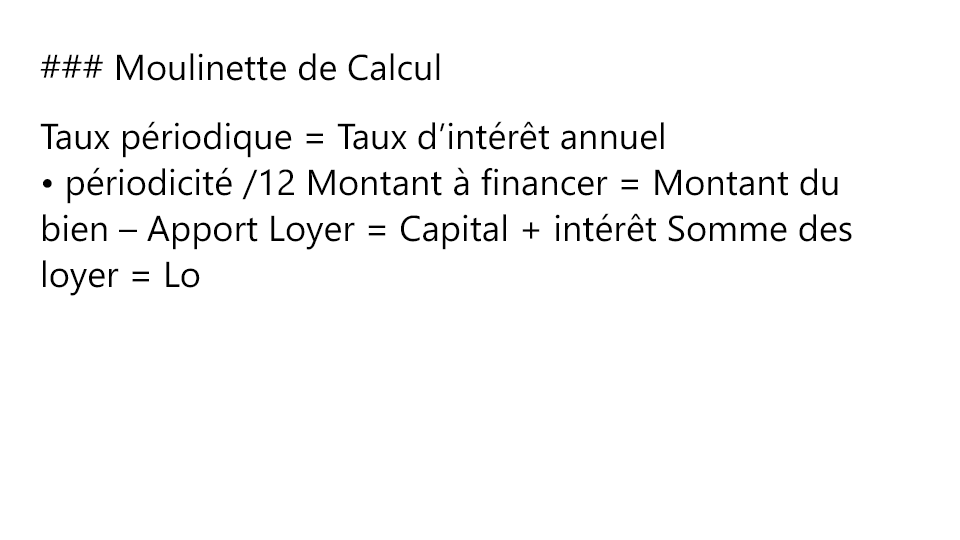 ### Moulinette de Calcul
Taux périodique = Taux d’intérêt annuel
• périodicité /12 Montant à financer = Montant du
bien – Apport Loyer = Capital + intérêt Somme des
loyer = Lo